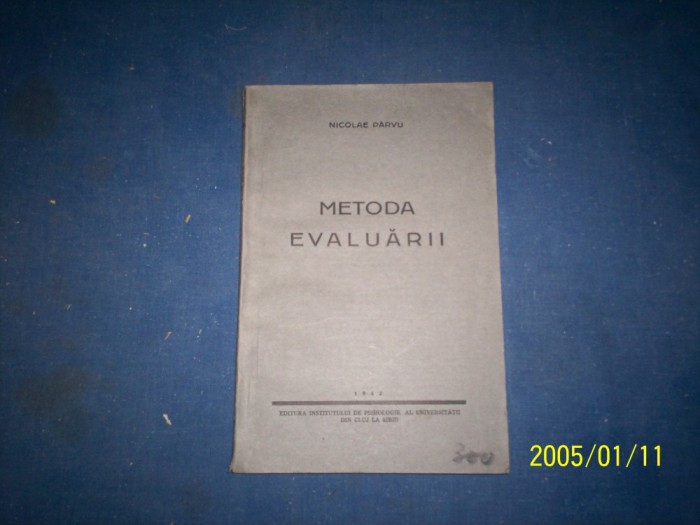 NICOLAE PÂRVU
METODA
EVALUĂRII
EDITURA INSTITUTULUI DE PSIHOLOGIE AL UNIVERSITĂȚII
DIN CLUJ LA SIBIU
300
2005/01/11